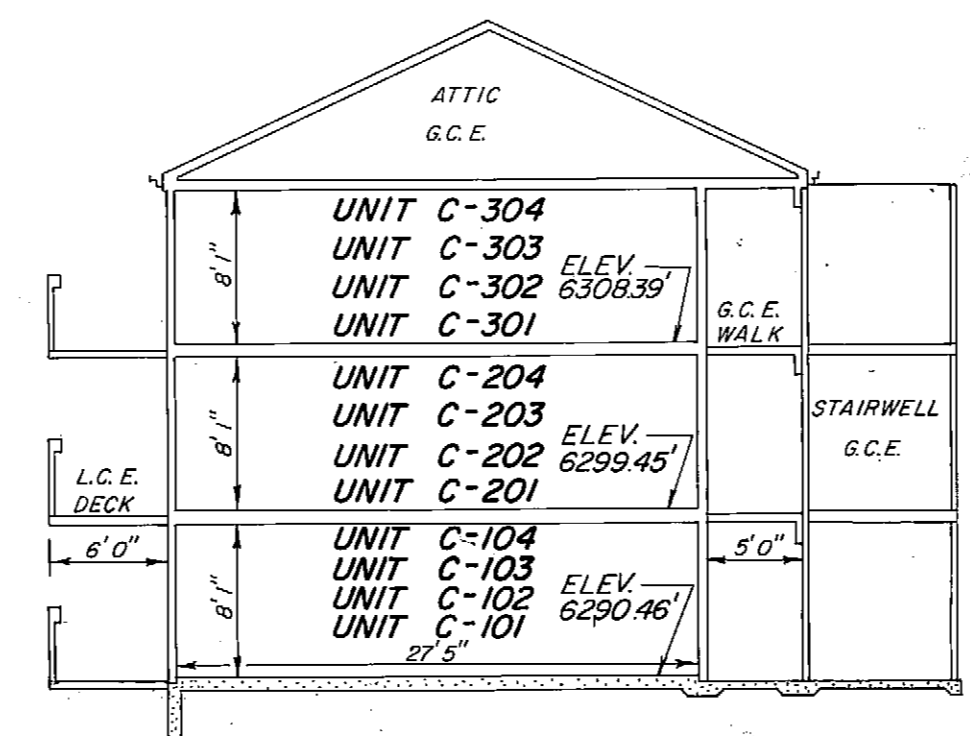 ATTIC
G.C.E.
UNIT C-304
UNIT C-303
UNIT C-302
UNIT C-301
8'1"
ELEV.
6308.39'
G.C.E.
WALK
UNIT C-204
UNIT C-203
UNIT C-202
UNIT C-201
8'1"
ELEV.
6299.45'
STAIRWELL
G.C.E.
L.C.E.
DECK
6'0"
UNIT C-104
UNIT C-103
UNIT C-102
UNIT C-101
8'1"
ELEV.
6290.46'
5'0"
27'5"